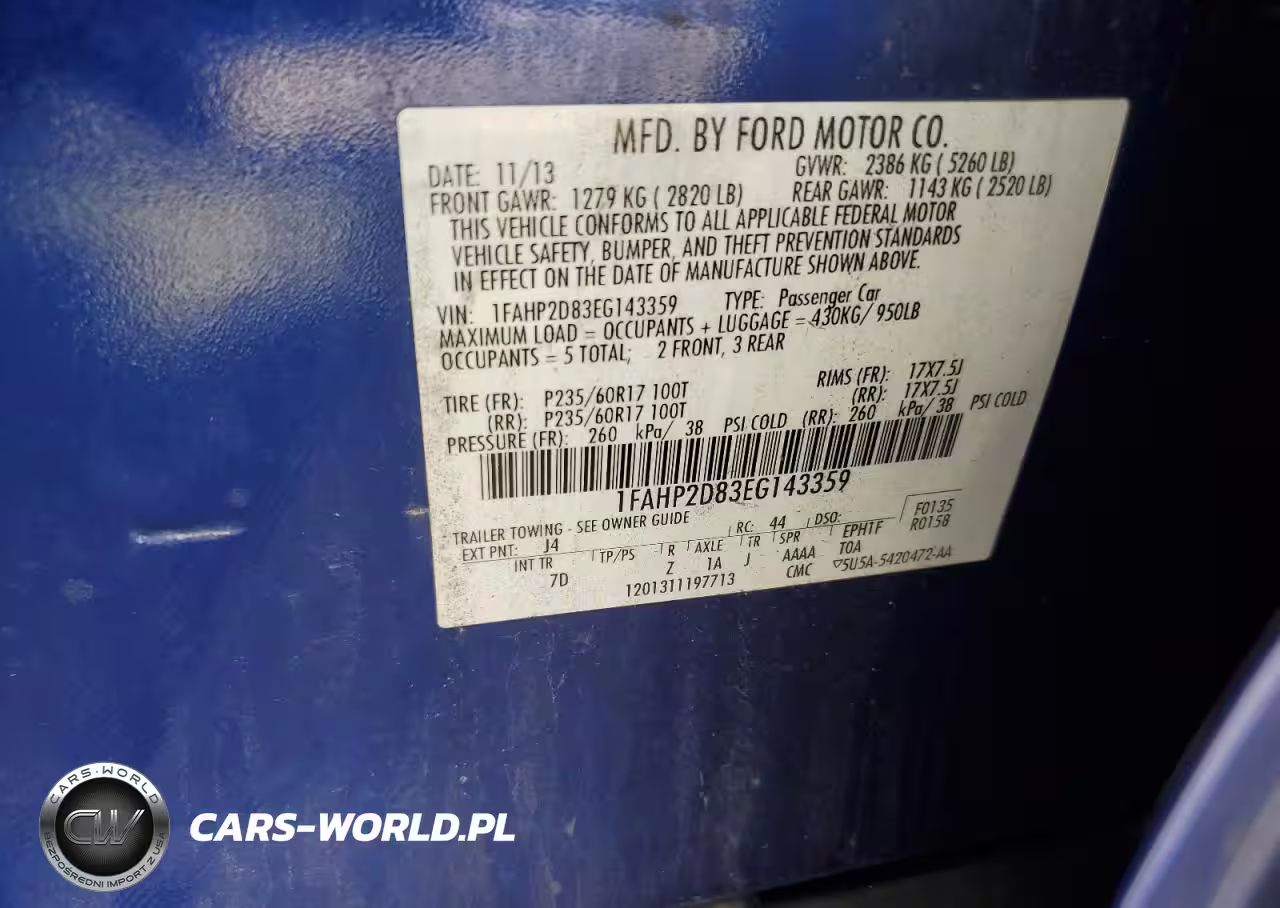 MFD. BY FORD MOTOR CO.
DATE: 11/13
GVWR: 2386 KG ( 5260 LB)
FRONT GAWR: 1279 KG ( 2820 LB)
REAR GAWR: 1143 KG ( 2520 LB)
THIS VEHICLE CONFORMS TO ALL APPLICABLE FEDERAL MOTOR
VEHICLE SAFETY, BUMPER, AND THEFT PREVENTION STANDARDS
IN EFFECT ON THE DATE OF MANUFACTURE SHOWN ABOVE.
VIN: 1FAHP2D83EG143359 TYPE: Passenger Car
MAXIMUM LOAD = OCCUPANTS + LUGGAGE = 430KG/ 950LB
OCCUPANTS = 5 TOTAL; 2 FRONT, 3 REAR
TIRE (FR): P235/60R17 100T RIMS (FR): 17X7.5J
(RR): P235/60R17 100T (RR): 17X7.5J
PRESSURE (FR): 260 kPa/ 38 PSI COLD (RR): 260 kPa/ 38 PSI COLD
1FAHP2D83EG143359
TRAILER TOWING - SEE OWNER GUIDE
EXT PNT: J4 RC: 44 DSO: F0135
EPHTF R0158
INT TR TP/PS R AXLE TR SPR T0A
7D Z 1A J AAAA
1201311197713 CMC ▽5U5A-5420472-AA
CARS-WORLD
CW
BEZPOŚREDNI IMPORT Z USA
CARS-WORLD.PL